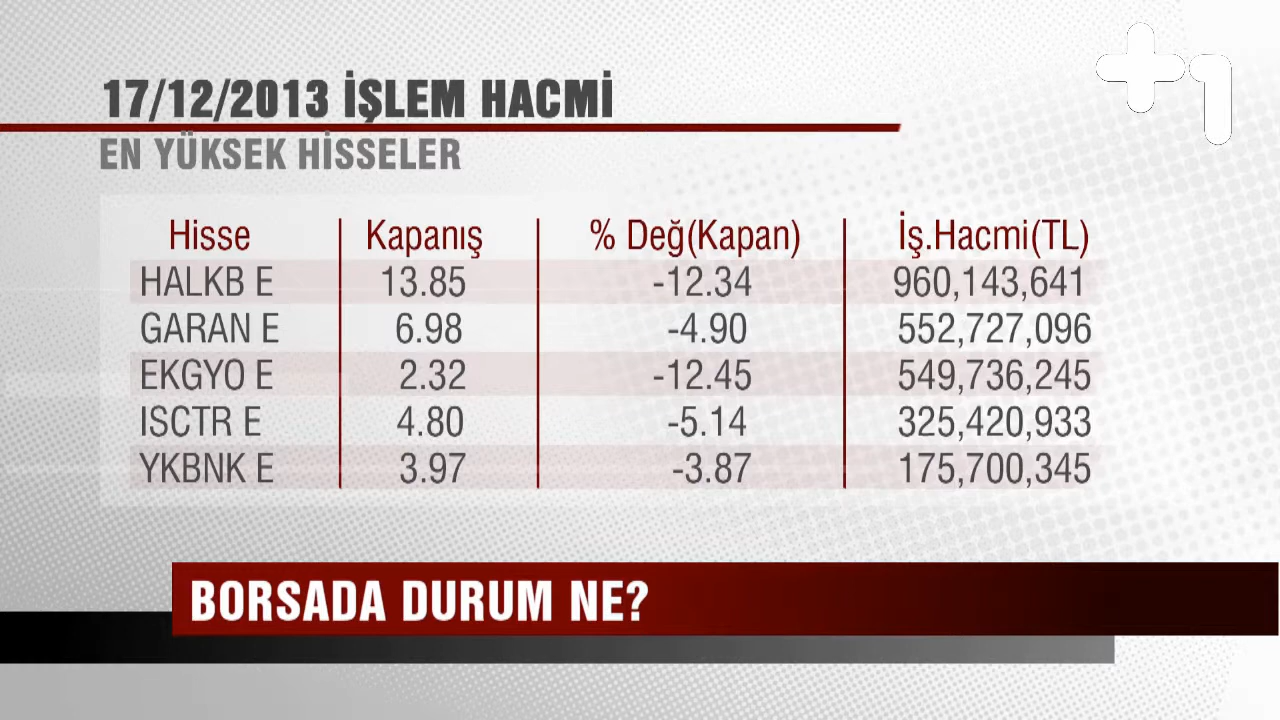 +1
17/12/2013 İŞLEM HACMİ
EN YÜKSEK HİSSELER
Hisse Kapanış % Değ(Kapan) İş.Hacmi(TL)
HALKB E 13.85 -12.34 960,143,641
GARAN E 6.98 -4.90 552,727,096
EKGYO E 2.32 -12.45 549,736,245
ISCTR E 4.80 -5.14 325,420,933
YKBNK E 3.97 -3.87 175,700,345
BORSADA DURUM NE?